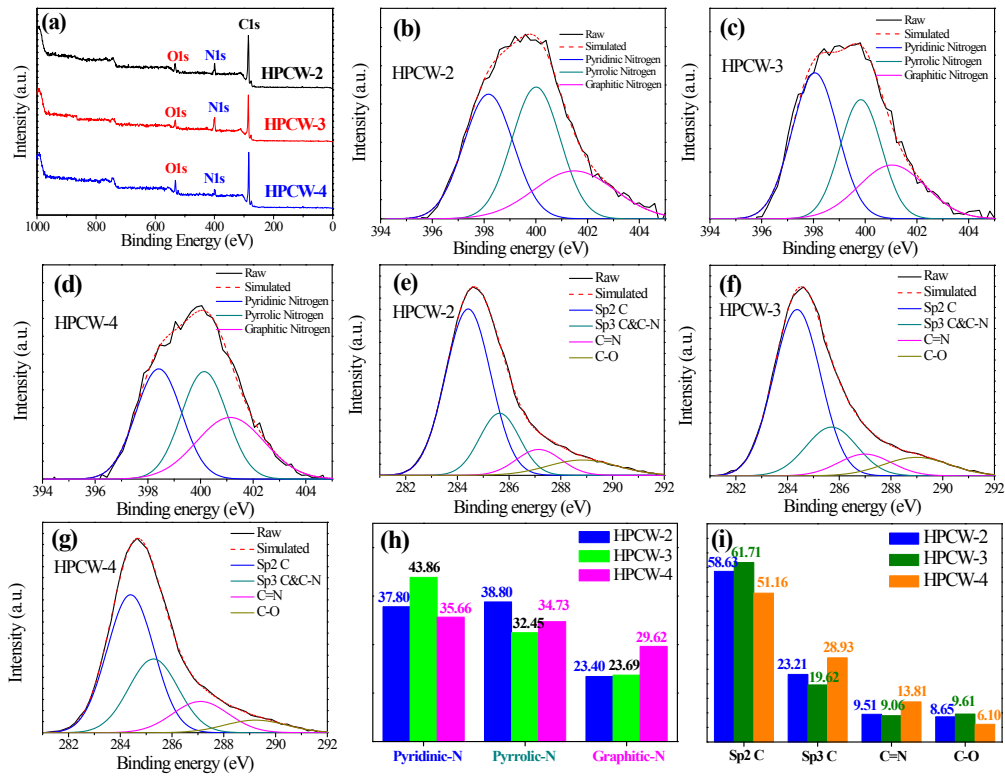 (a)
C1s
O1s
N1s
HPCW-2
O1s
N1s
HPCW-3
O1s
N1s
HPCW-4
Intensity (a.u.)
1000 800 600 400 200 0
Binding Energy (eV)
(b)
HPCW-2
Raw
Simulated
Pyridinic Nitrogen
Pyrrolic Nitrogen
Graphitic Nitrogen
Intensity (a.u.)
394 396 398 400 402 404
Binding energy (eV)
(c)
HPCW-3
Raw
Simulated
Pyridinic Nitrogen
Pyrrolic Nitrogen
Graphitic Nitrogen
Intensity (a.u.)
394 396 398 400 402 404
Binding energy (eV)
(d)
HPCW-4
Raw
Simulated
Pyridinic Nitrogen
Pyrrolic Nitrogen
Graphitic Nitrogen
Intensity (a.u.)
394 396 398 400 402 404
Binding energy (eV)
(e)
HPCW-2
Raw
Simulated
Sp2 C
Sp3 C&C-N
C=N
C-O
Intensity (a.u.)
282 284 286 288 290 292
Binding energy (eV)
(f)
HPCW-3
Raw
Simulated
Sp2 C
Sp3 C&C-N
C=N
C-O
Intensity (a.u.)
282 284 286 288 290 292
Binding energy (eV)
(g)
HPCW-4
Raw
Simulated
Sp2 C
Sp3 C&C-N
C=N
C-O
Intensity (a.u.)
282 284 286 288 290 292
Binding energy (eV)
(h)
HPCW-2
HPCW-3
HPCW-4
37.80 43.86 35.66
38.80 32.45 34.73
23.40 23.69 29.62
Pyridinic-N Pyrrolic-N Graphitic-N
(i)
HPCW-2
HPCW-3
HPCW-4
58.63 61.71 51.16
23.21 19.62 28.93
9.51 9.06 13.81
8.65 9.61 6.10
Sp2 C Sp3 C C=N C-O